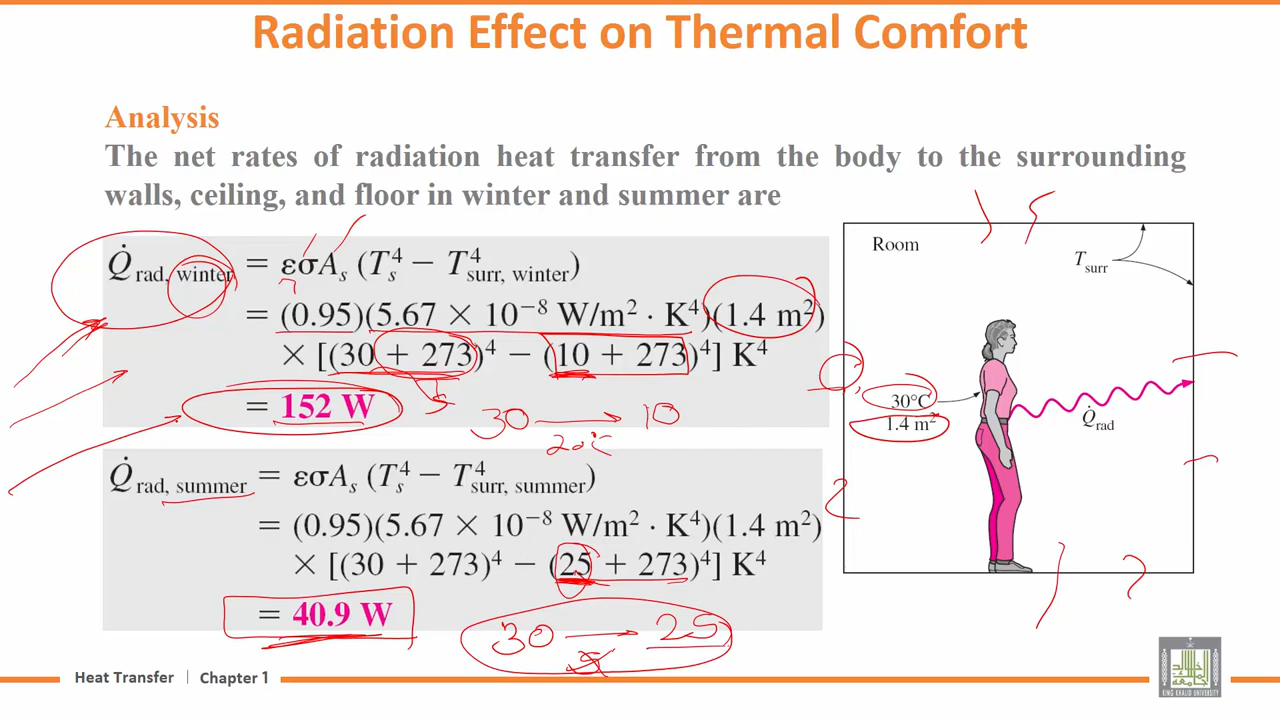 Radiation Effect on Thermal Comfort
Analysis
The net rates of radiation heat transfer from the body to the surrounding
walls, ceiling, and floor in winter and summer are
Q̇ rad, winter = εσAₛ (Tₛ⁴ − T⁴surr, winter)
= (0.95)(5.67 × 10⁻⁸ W/m² · K⁴)(1.4 m²)
× [(30 + 273)⁴ − (10 + 273)⁴] K⁴
= 152 W
30 → 10
20°C
Q̇ rad, summer = εσAₛ (Tₛ⁴ − T⁴surr, summer)
= (0.95)(5.67 × 10⁻⁸ W/m² · K⁴)(1.4 m²)
× [(30 + 273)⁴ − (25 + 273)⁴] K⁴
= 40.9 W
30 → 25
5
Room
Tsurr
30°C
1.4 m²
Q̇rad
Heat Transfer | Chapter 1
KING KHALID UNIVERSITY